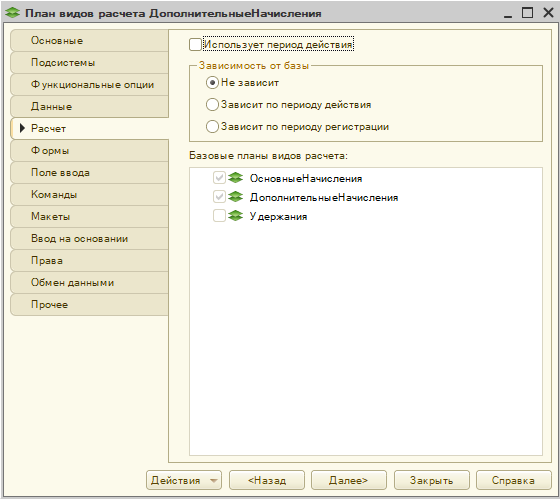 План видов расчета ДополнительныеНачисления
Основные
Подсистемы
Функциональные опции
Данные
Расчет
Формы
Поле ввода
Команды
Макеты
Ввод на основании
Права
Обмен данными
Прочее
Использует период действия
Зависимость от базы
Не зависит
Зависит по периоду действия
Зависит по периоду регистрации
Базовые планы видов расчета:
ОсновныеНачисления
ДополнительныеНачисления
Удержания
Действия
<Назад
Далее>
Закрыть
Справка